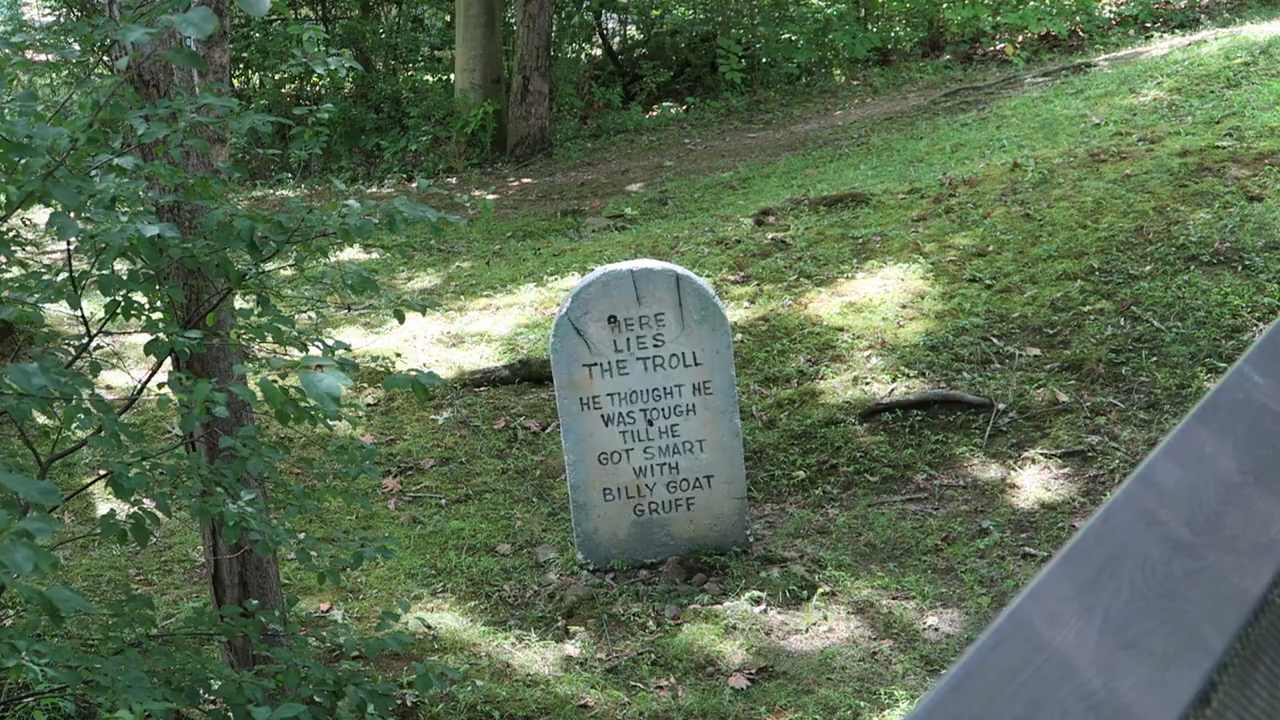 HERE
LIES
THE TROLL
HE THOUGHT HE
WAS TOUGH
TILL HE
GOT SMART
WITH
BILLY GOAT
GRUFF